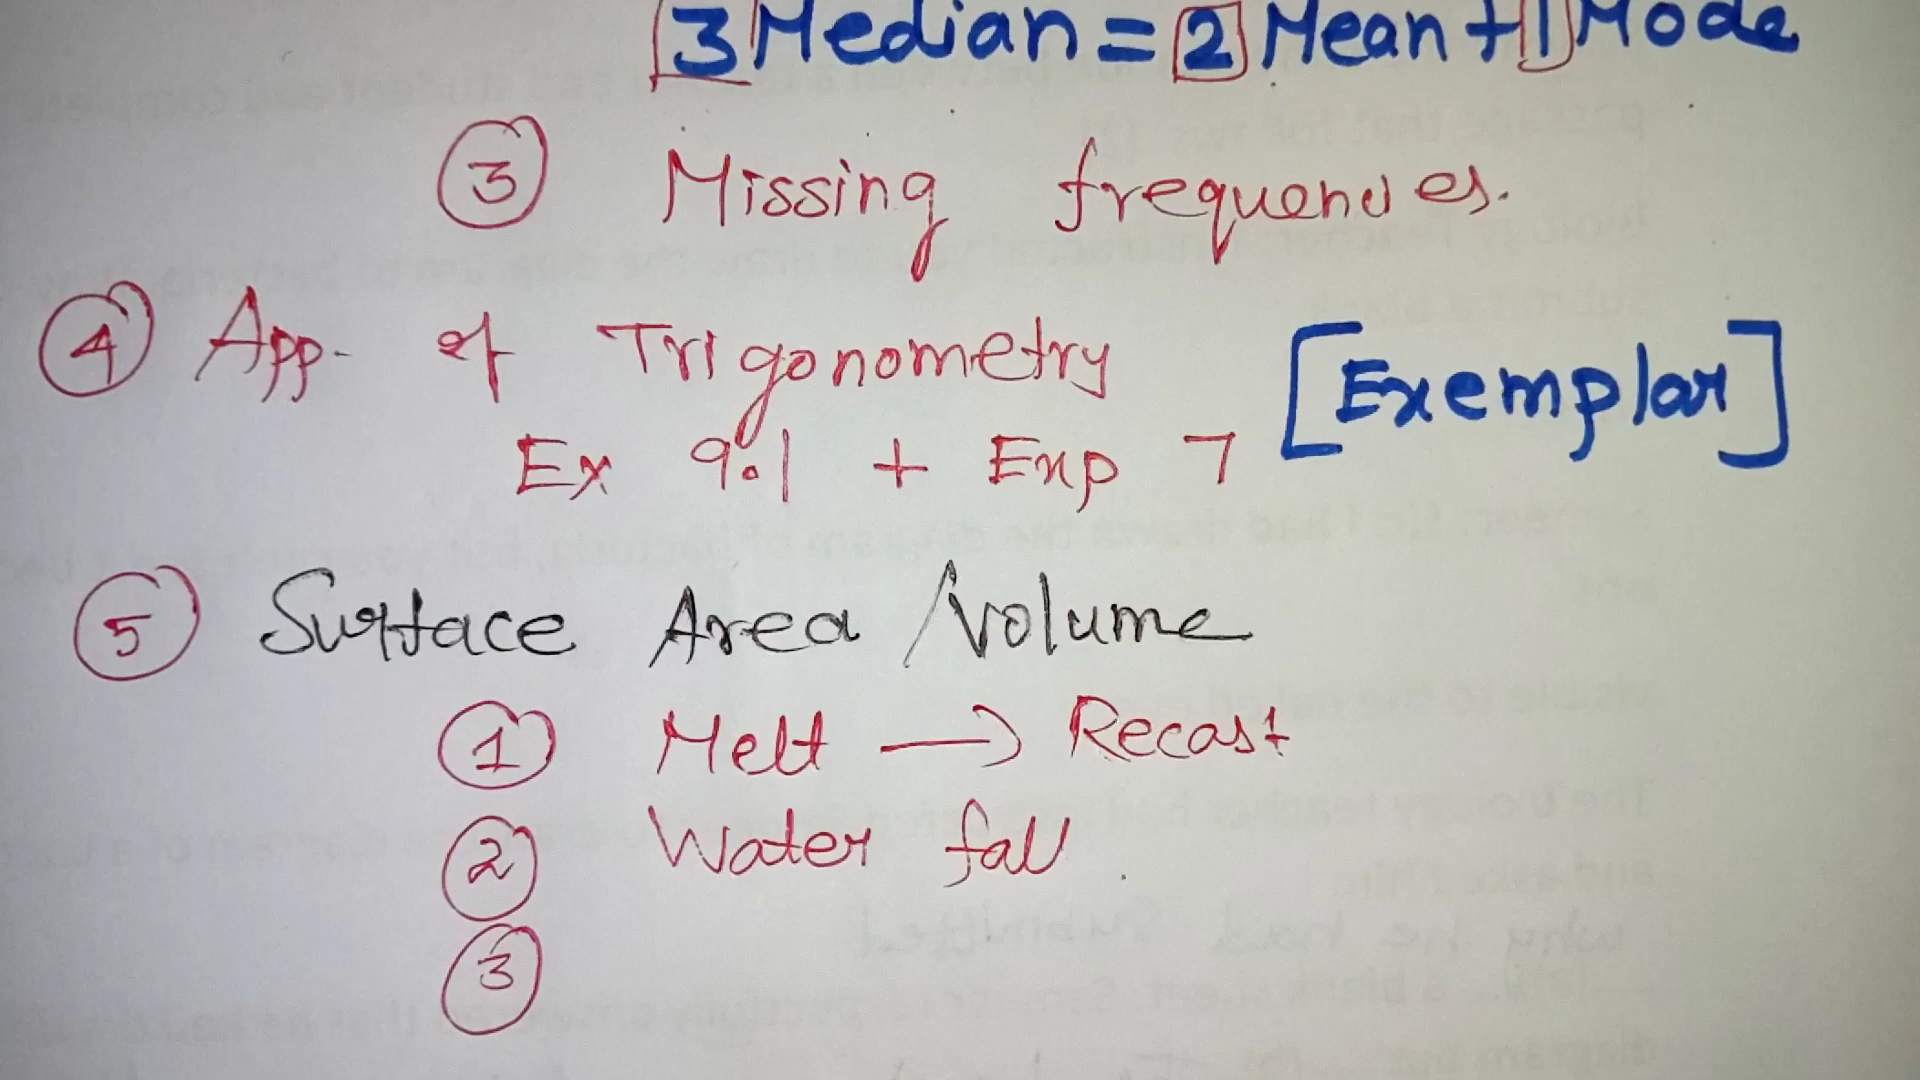 3 Median = 2 Mean + 1 Mode
③ Missing frequencies.
④ App. of Trigonometry [Exemplar]
Ex 9.1 + Exp 7
⑤ Surface Area / Volume
① Melt → Recast
② Water fall
③